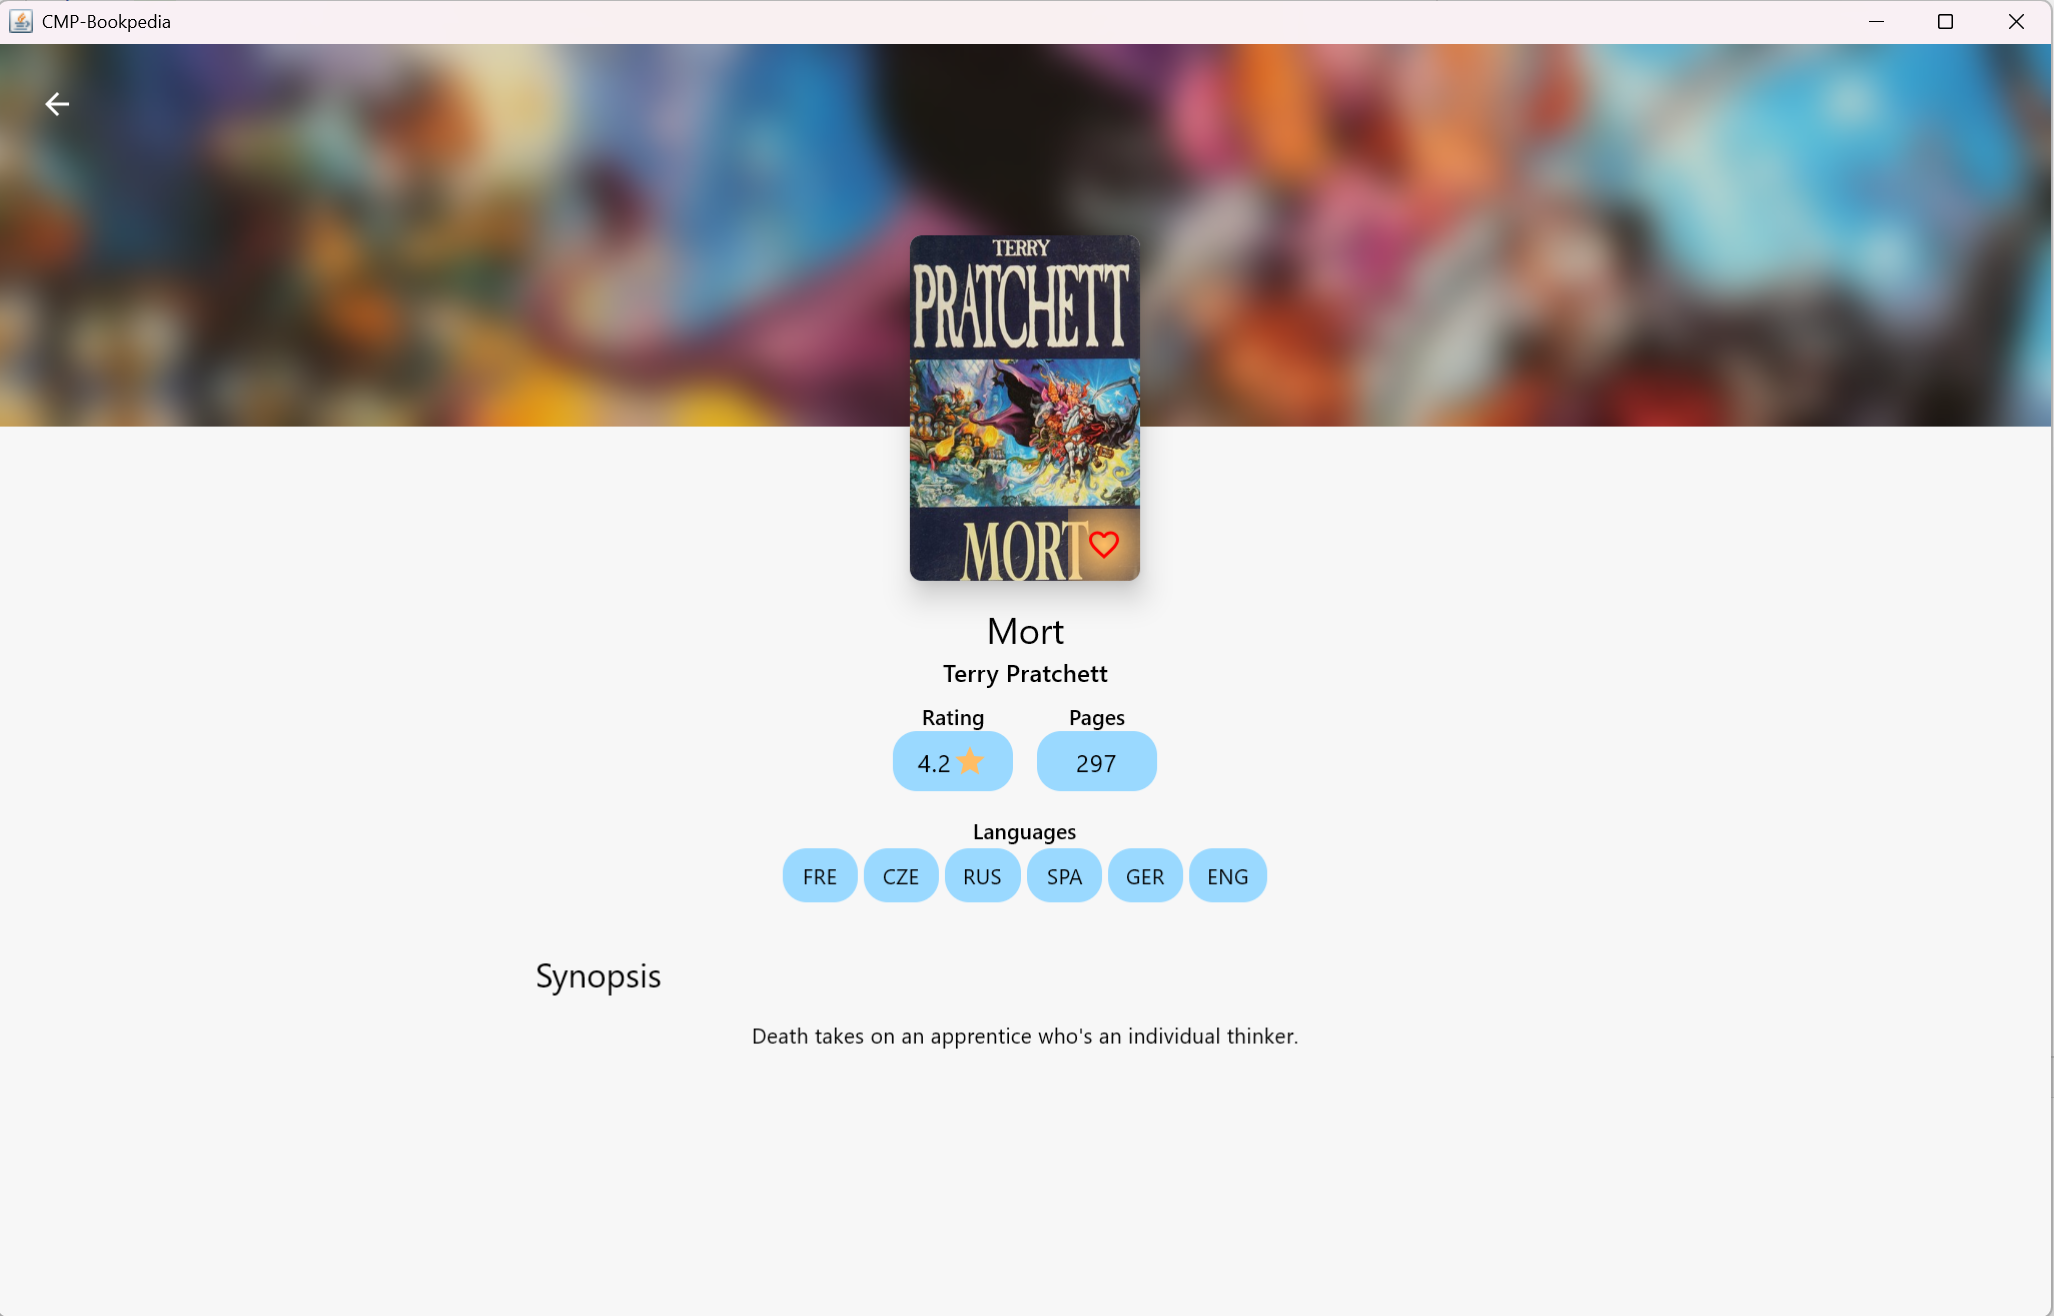 CMP-Bookpedia
TERRY
PRATCHETT
MORT
Mort
Terry Pratchett
Rating Pages
4.2 297
Languages
FRE CZE RUS SPA GER ENG
Synopsis
Death takes on an apprentice who's an individual thinker.